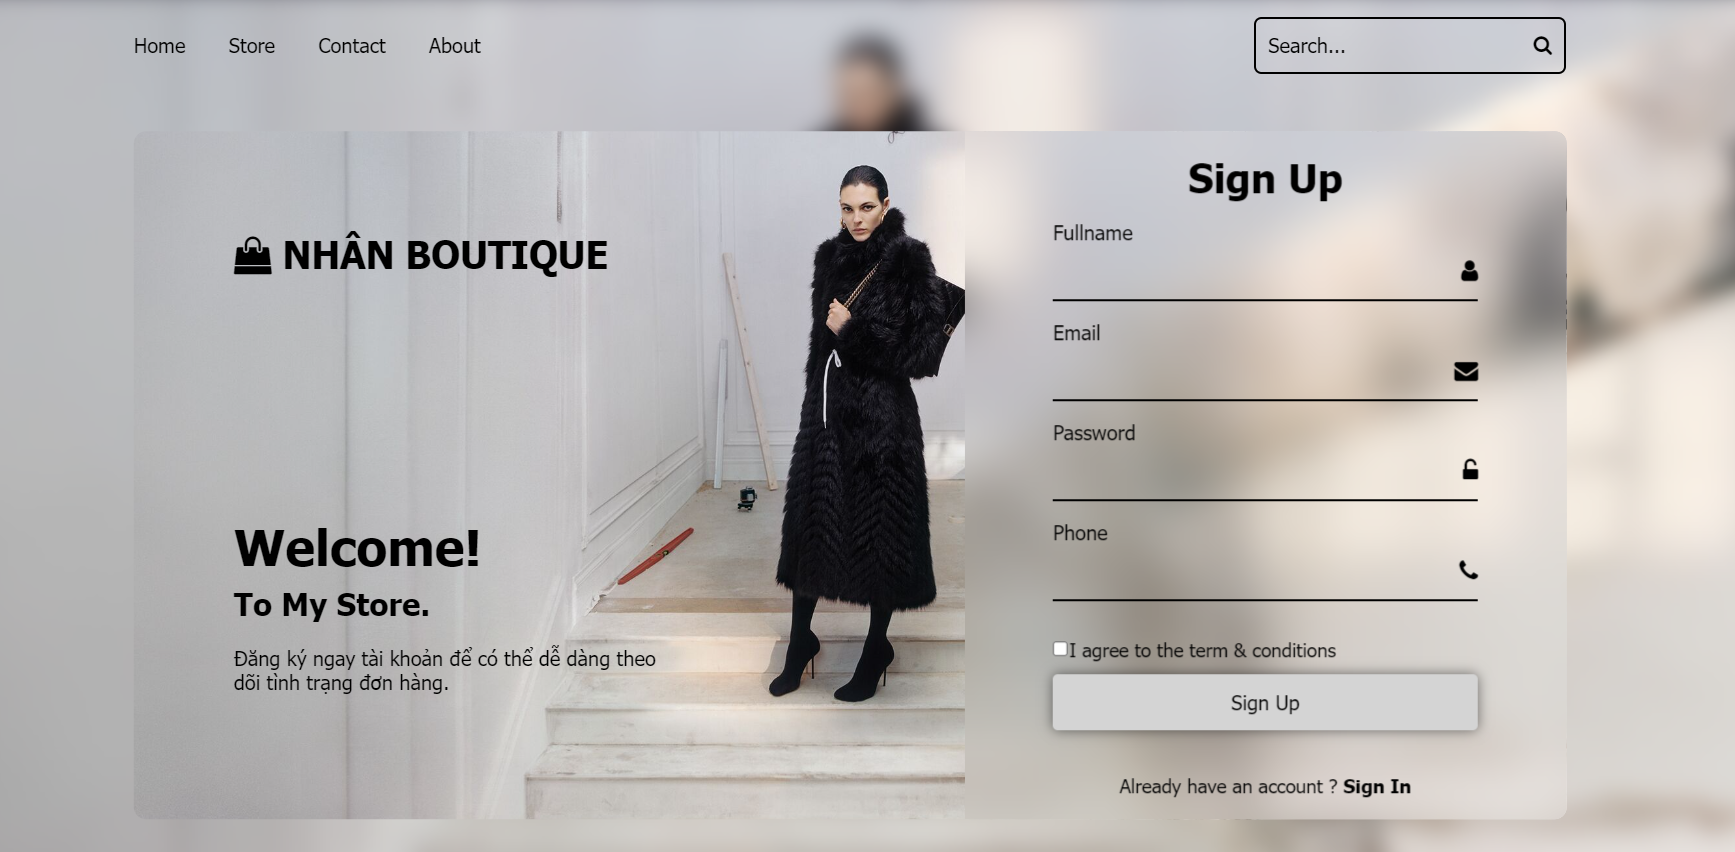 Home Store Contact About Search...
NHÂN BOUTIQUE
Welcome!
To My Store.
Đăng ký ngay tài khoản để có thể dễ dàng theo
dõi tình trạng đơn hàng.
Sign Up
Fullname
Email
Password
Phone
I agree to the term & conditions
Sign Up
Already have an account ? Sign In